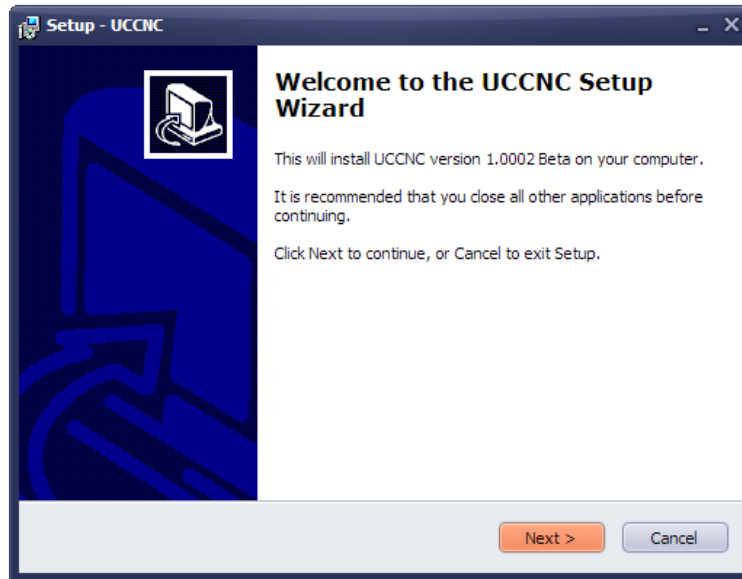 Setup - UCCNC
Welcome to the UCCNC Setup
Wizard
This will install UCCNC version 1.0002 Beta on your computer.
It is recommended that you close all other applications before
continuing.
Click Next to continue, or Cancel to exit Setup.
Next >
Cancel